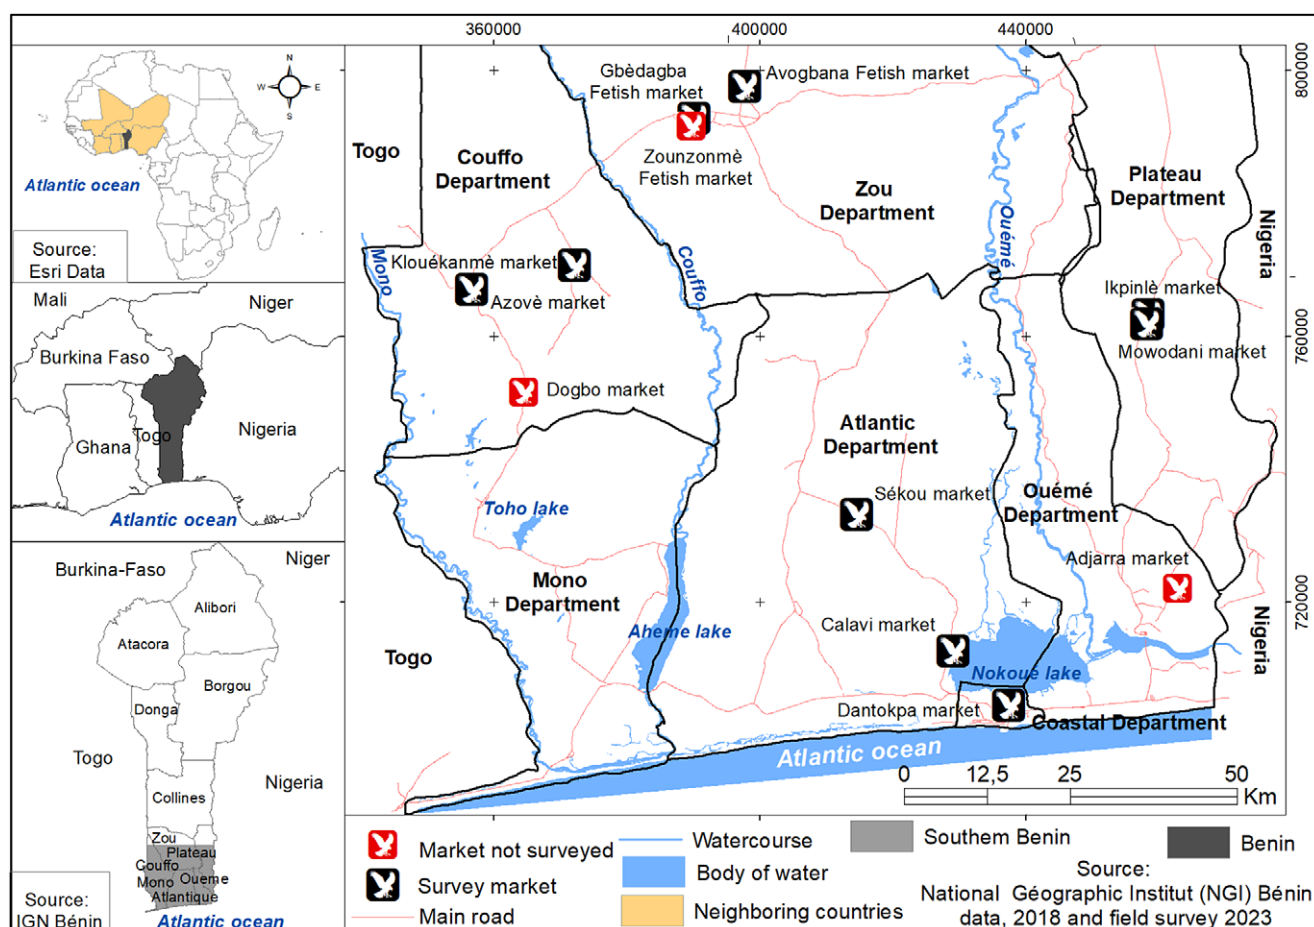 N
W
E
S
Atlantic ocean
Source:
Esri Data
Mali
Niger
Burkina Faso
Ghana
Togo
Nigeria
Atlantic ocean
Niger
Burkina-Faso
Alibori
Atacora
Borgou
Donga
Togo
Nigeria
Collines
Zou
Plateau
Couffo
Mono
Oueme
Atlantique
Source:
IGN Bénin
Atlantic ocean
360000
400000
440000
800000
760000
720000
Gbèdagba
Fetish market
Avogbana Fetish market
Togo
Couffo
Department
Zounzonmè
Fetish market
Zou
Department
Plateau
Department
Nigeria
Ouémé
Mono
Couffo
Klouékanmè market
Azovè market
Ikpinlè market
Mowodani market
Dogbo market
Atlantic
Department
Sékou market
Ouémé
Department
Toho lake
Adjarra market
Mono
Department
Aheme lake
Calavi market
Togo
Nigeria
Nokoué lake
Dantokpa market
Coastal Department
Atlantic ocean
0
12,5
25
50
Km
Market not surveyed
Survey market
Main road
Watercourse
Body of water
Neighboring countries
Southem Benin
Benin
Source:
National Géographic Institut (NGI) Bénin
data, 2018 and field survey 2023